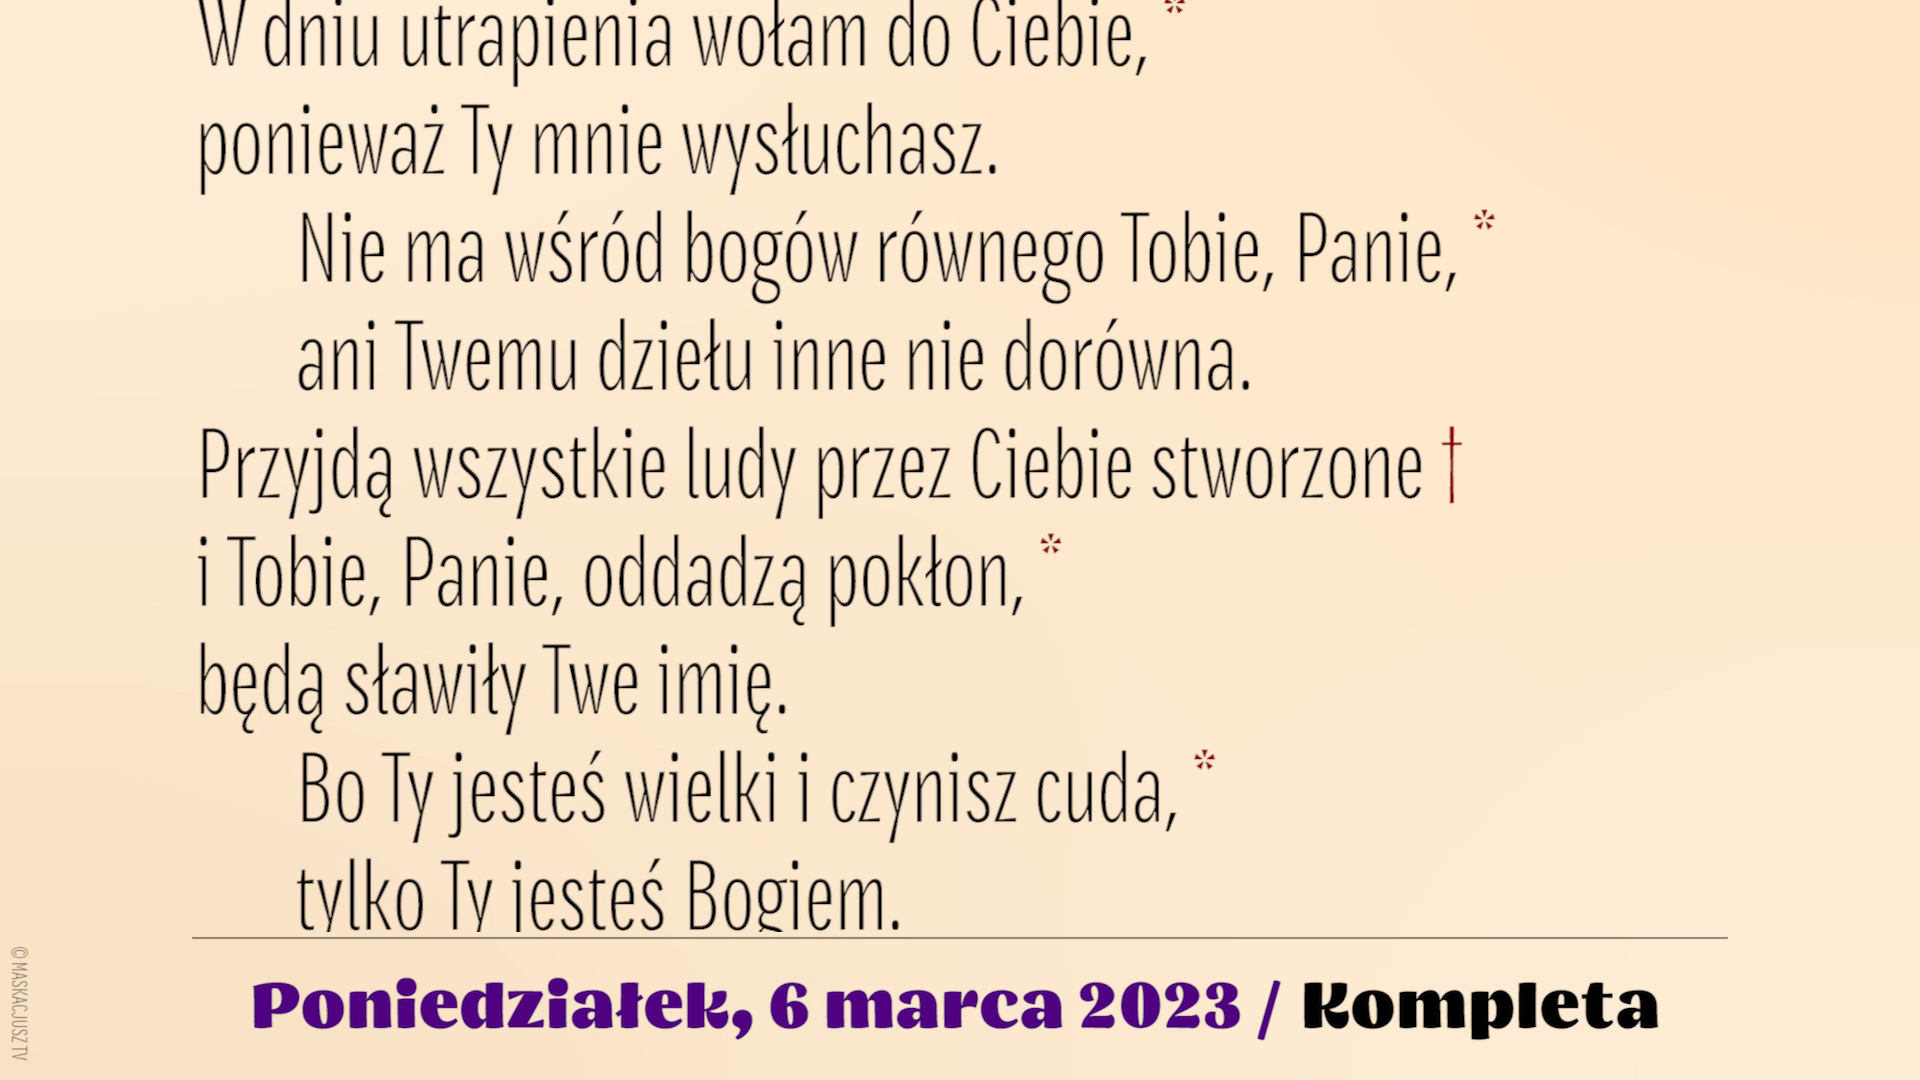 W dniu utrapienia wołam do Ciebie, *
ponieważ Ty mnie wysłuchasz.
Nie ma wśród bogów równego Tobie, Panie, *
ani Twemu dziełu inne nie dorówna.
Przyjdą wszystkie ludy przez Ciebie stworzone †
i Tobie, Panie, oddadzą pokłon, *
będą sławiły Twe imię.
Bo Ty jesteś wielki i czynisz cuda, *
tylko Ty jesteś Bogiem.
Poniedziałek, 6 marca 2023 / Kompleta
© MASKACJUSZ TV